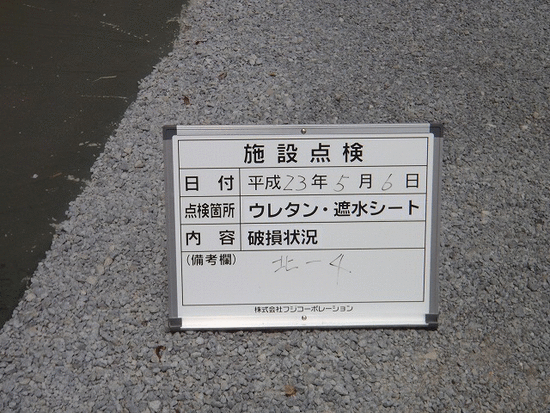 施設点検
日付 平成23年5月6日
点検箇所 ウレタン・遮水シート
内容 破損状況
(備考欄) 北-4.
株式会社フジコーポレーション